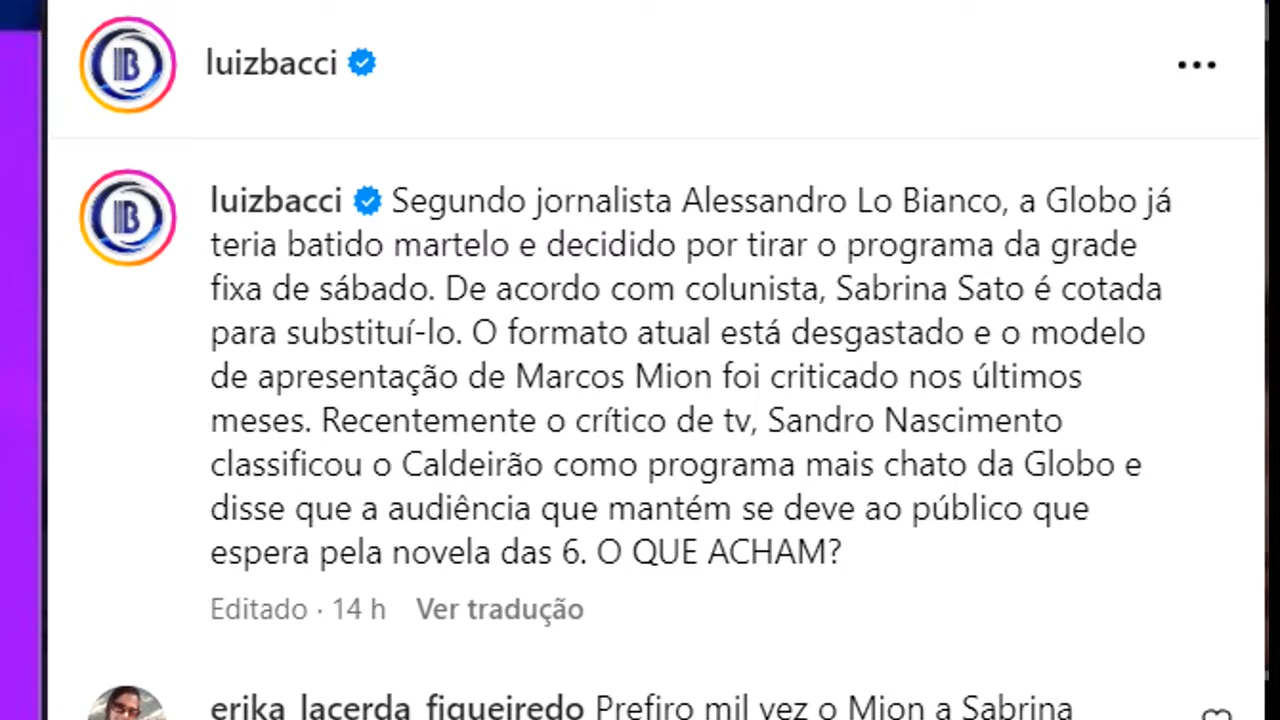 luizbacci
luizbacci Segundo jornalista Alessandro Lo Bianco, a Globo já
teria batido martelo e decidido por tirar o programa da grade
fixa de sábado. De acordo com colunista, Sabrina Sato é cotada
para substituí-lo. O formato atual está desgastado e o modelo
de apresentação de Marcos Mion foi criticado nos últimos
meses. Recentemente o crítico de tv, Sandro Nascimento
classificou o Caldeirão como programa mais chato da Globo e
disse que a audiência que mantém se deve ao público que
espera pela novela das 6. O QUE ACHAM?
Editado · 14 h Ver tradução
erika_lacerda_figueiredo Prefiro mil vez o Mion a Sabrina